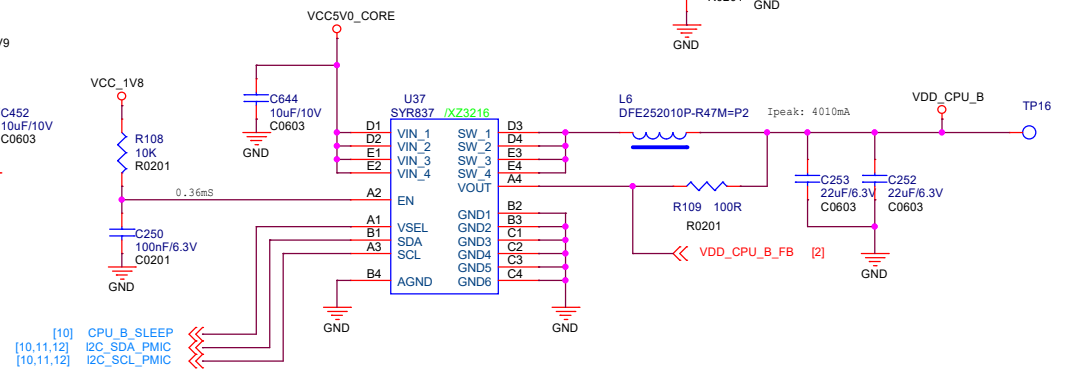 R0201
GND
GND
V9
C452
10uF/10V
C0603
VCC5V0_CORE
VCC_1V8
R108
10K
R0201
0.36mS
C250
100nF/6.3V
C0201
GND
C644
10uF/10V
C0603
GND
U37
SYR837 /XZ3216
D1 VIN_1 SW_1 D3
D2 VIN_2 SW_2 D4
E1 VIN_3 SW_3 E3
E2 VIN_4 SW_4 E4
VOUT A4
A2 EN
GND1 B2
A1 VSEL GND2 B3
B1 SDA GND3 C1
A3 SCL GND4 C2
GND5 C3
B4 AGND GND6 C4
GND
GND
L6
DFE252010P-R47M=P2
Ipeak: 4010mA
VDD_CPU_B
TP16
R109 100R
R0201
C253
22uF/6.3V
C0603
C252
22uF/6.3V
C0603
VDD_CPU_B_FB [2]
GND
[10] CPU_B_SLEEP
[10,11,12] I2C_SDA_PMIC
[10,11,12] I2C_SCL_PMIC